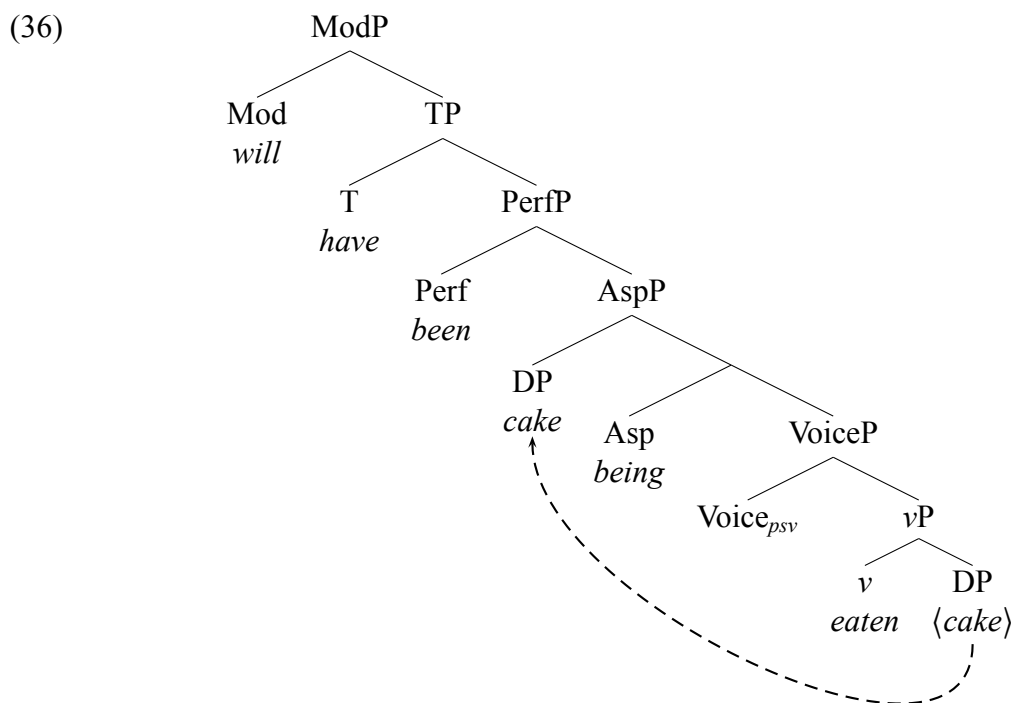 (36) ModP
Mod TP
will
T PerfP
have
Perf AspP
been
DP
cake
Asp VoiceP
being
Voicepsv vP
v DP
eaten ⟨cake⟩